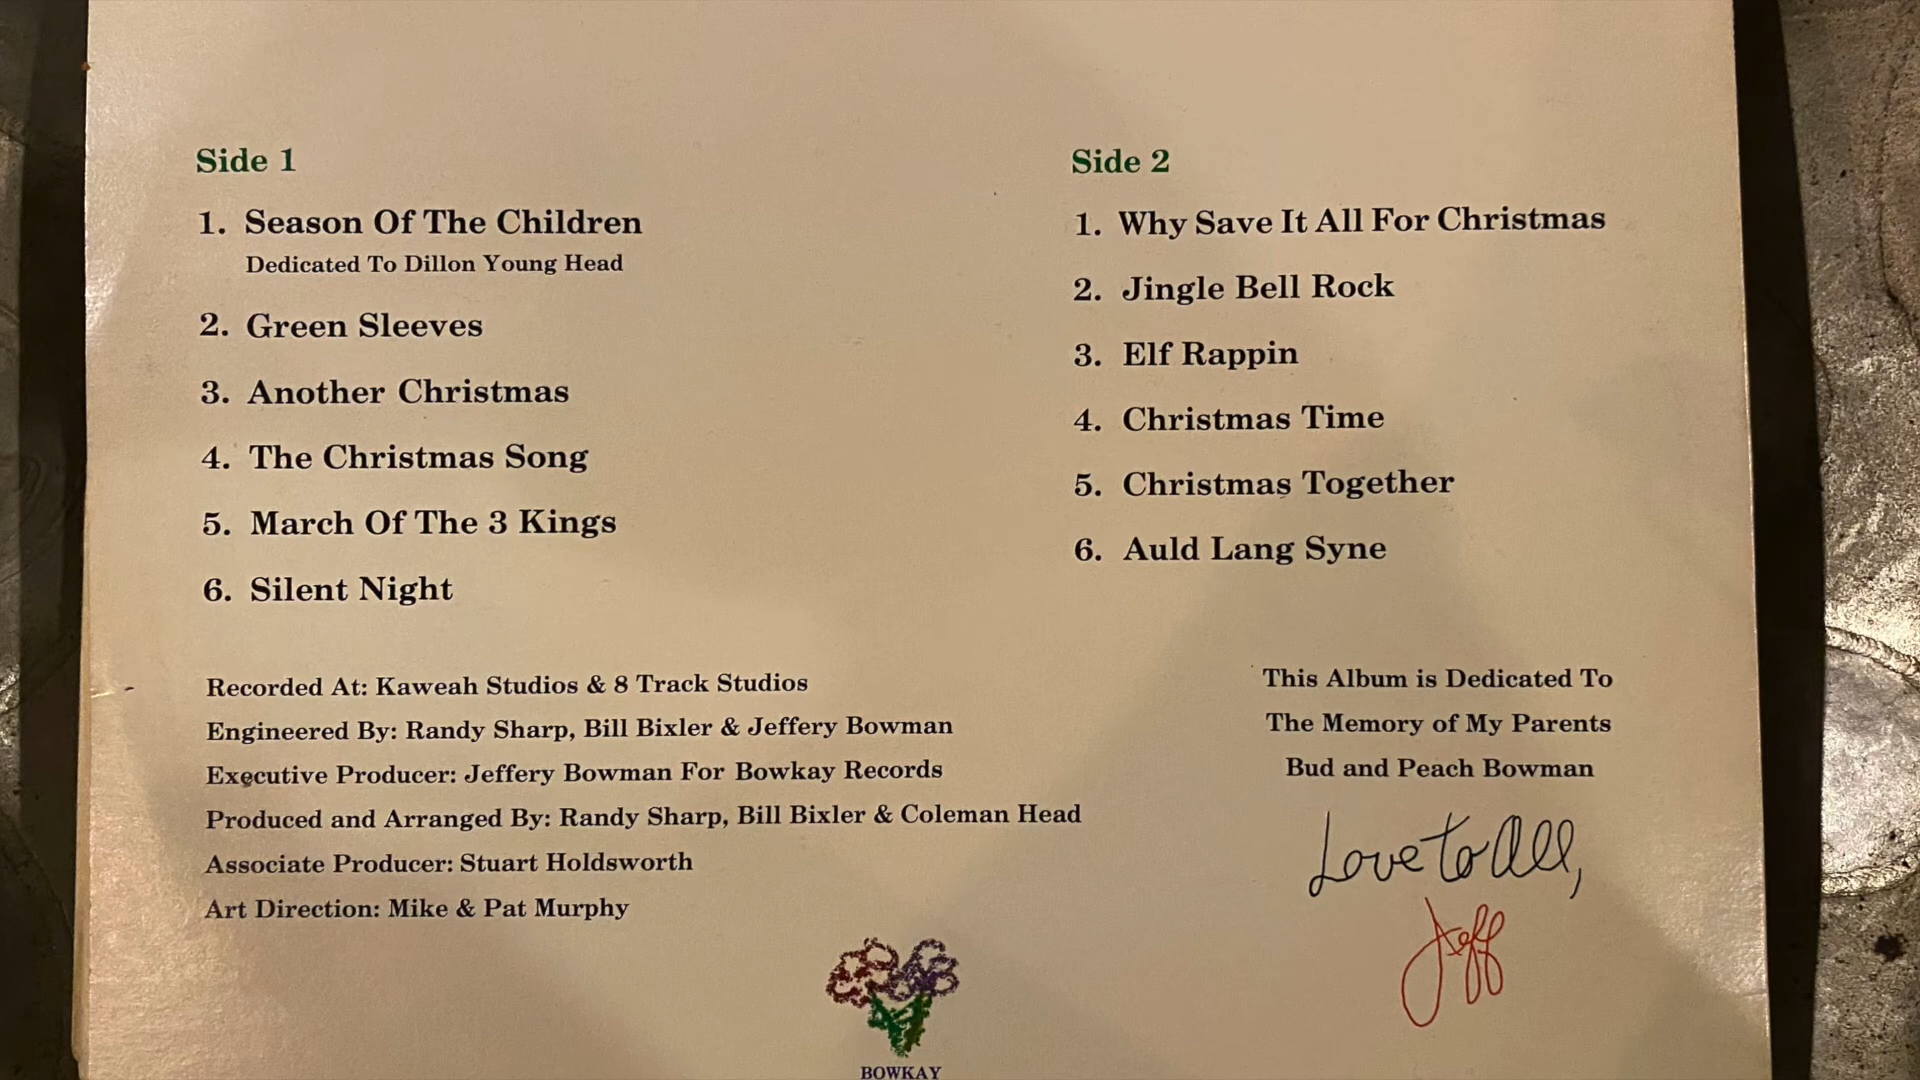 Side 1
1. Season Of The Children
Dedicated To Dillon Young Head
2. Green Sleeves
3. Another Christmas
4. The Christmas Song
5. March Of The 3 Kings
6. Silent Night
Side 2
1. Why Save It All For Christmas
2. Jingle Bell Rock
3. Elf Rappin
4. Christmas Time
5. Christmas Together
6. Auld Lang Syne
Recorded At: Kaweah Studios & 8 Track Studios
Engineered By: Randy Sharp, Bill Bixler & Jeffery Bowman
Executive Producer: Jeffery Bowman For Bowkay Records
Produced and Arranged By: Randy Sharp, Bill Bixler & Coleman Head
Associate Producer: Stuart Holdsworth
Art Direction: Mike & Pat Murphy
This Album is Dedicated To
The Memory of My Parents
Bud and Peach Bowman
Love to All,
Jeff
BOWKAY